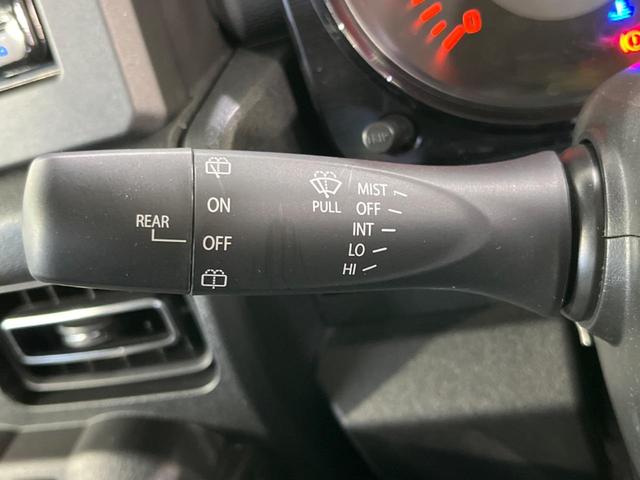 REAR
ON
OFF
PULL
MIST
OFF
INT
LO
HI